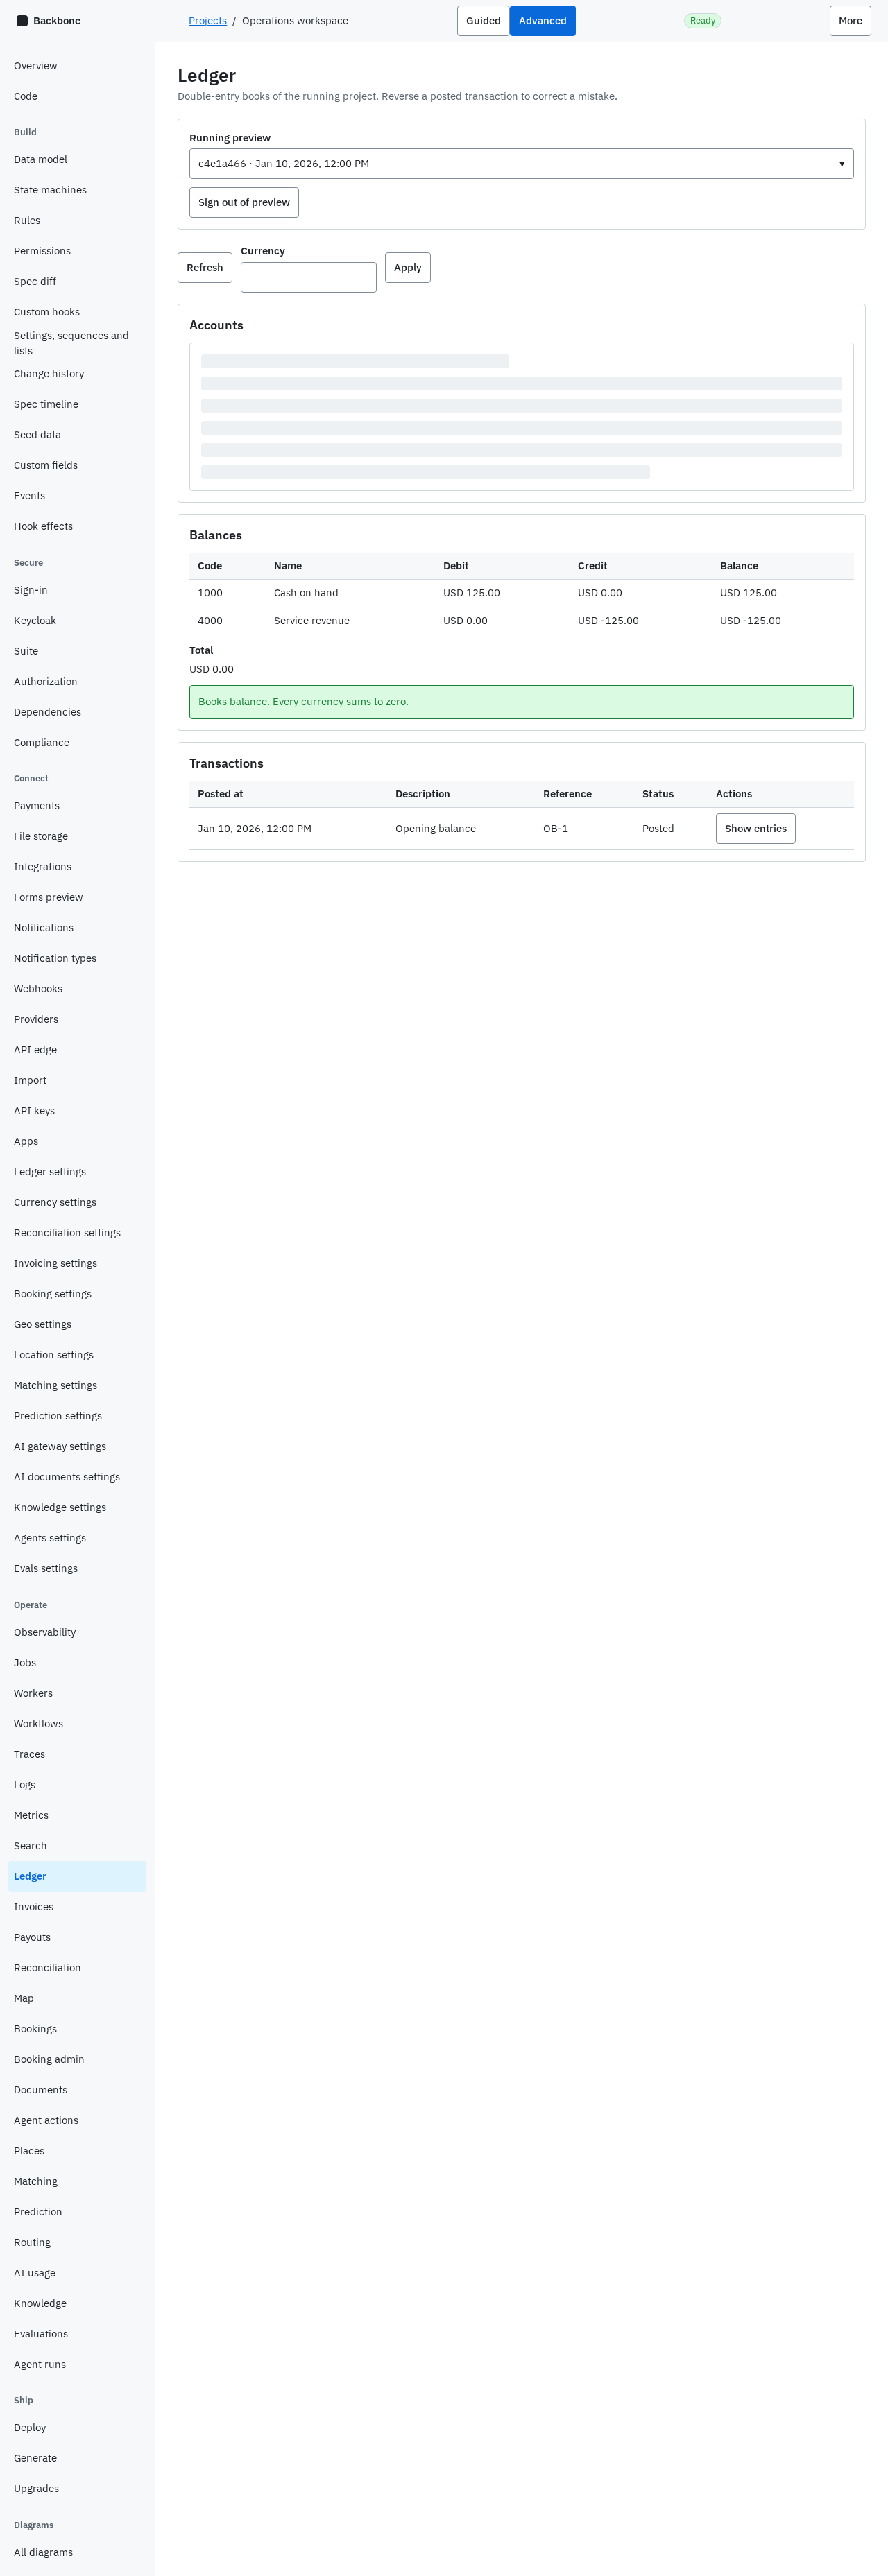 Backbone
Projects / Operations workspace
Guided
Advanced
Ready
More
Overview
Code
Build
Data model
State machines
Rules
Permissions
Spec diff
Custom hooks
Settings, sequences and
lists
Change history
Spec timeline
Seed data
Custom fields
Events
Hook effects
Secure
Sign-in
Keycloak
Suite
Authorization
Dependencies
Compliance
Connect
Payments
File storage
Integrations
Forms preview
Notifications
Notification types
Webhooks
Providers
API edge
Import
API keys
Apps
Ledger settings
Currency settings
Reconciliation settings
Invoicing settings
Booking settings
Geo settings
Location settings
Matching settings
Prediction settings
AI gateway settings
AI documents settings
Knowledge settings
Agents settings
Evals settings
Operate
Observability
Jobs
Workers
Workflows
Traces
Logs
Metrics
Search
Ledger
Invoices
Payouts
Reconciliation
Map
Bookings
Booking admin
Documents
Agent actions
Places
Matching
Prediction
Routing
AI usage
Knowledge
Evaluations
Agent runs
Ship
Deploy
Generate
Upgrades
Diagrams
All diagrams
Ledger
Double-entry books of the running project. Reverse a posted transaction to correct a mistake.
Running preview
c4e1a466 · Jan 10, 2026, 12:00 PM
Sign out of preview
Refresh
Currency
Apply
Accounts
Balances
Code Name Debit Credit Balance
1000 Cash on hand USD 125.00 USD 0.00 USD 125.00
4000 Service revenue USD 0.00 USD -125.00 USD -125.00
Total
USD 0.00
Books balance. Every currency sums to zero.
Transactions
Posted at Description Reference Status Actions
Jan 10, 2026, 12:00 PM Opening balance OB-1 Posted Show entries